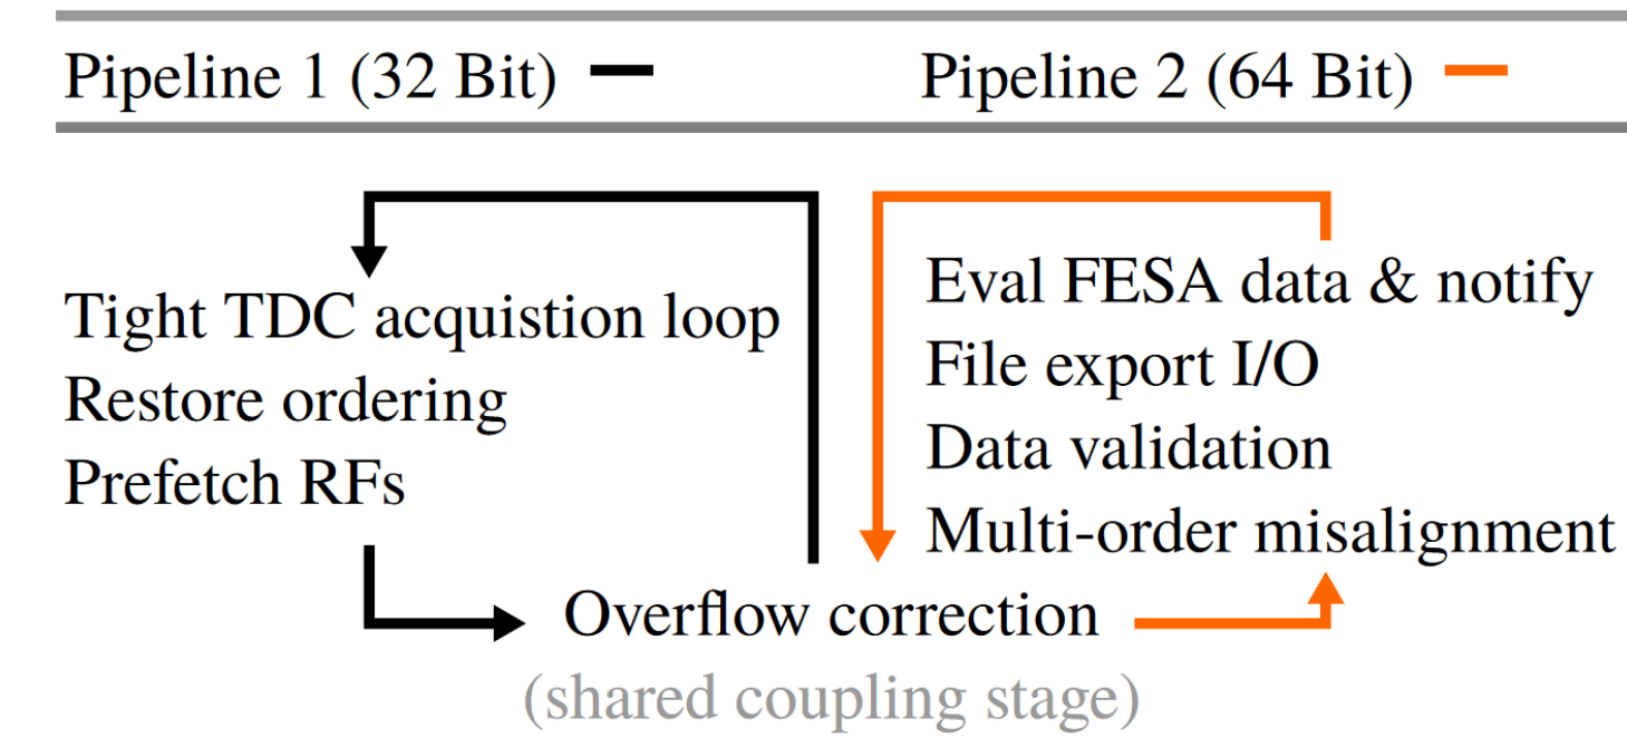 Pipeline 1 (32 Bit)
Pipeline 2 (64 Bit)
Tight TDC acquistion loop
Restore ordering
Prefetch RFs
Eval FESA data & notify
File export I/O
Data validation
Multi-order misalignment
Overflow correction
(shared coupling stage)